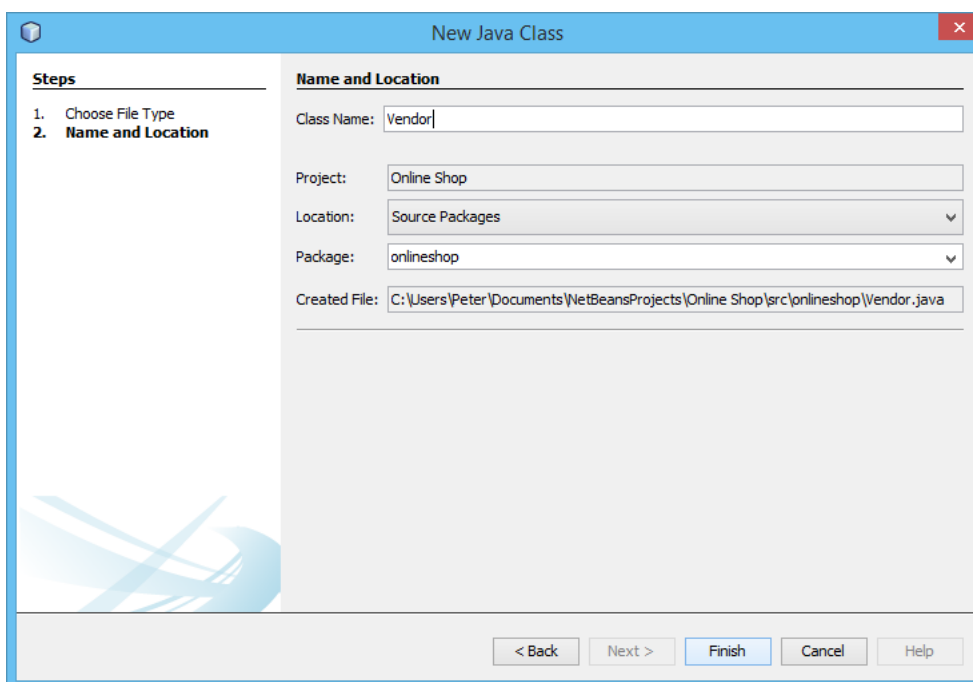 New Java Class
Steps
1. Choose File Type
2. Name and Location
Name and Location
Class Name: Vendor
Project: Online Shop
Location: Source Packages
Package: onlineshop
Created File: C:\Users\Peter\Documents\NetBeansProjects\Online Shop\src\onlineshop\Vendor.java
< Back Next > Finish Cancel Help